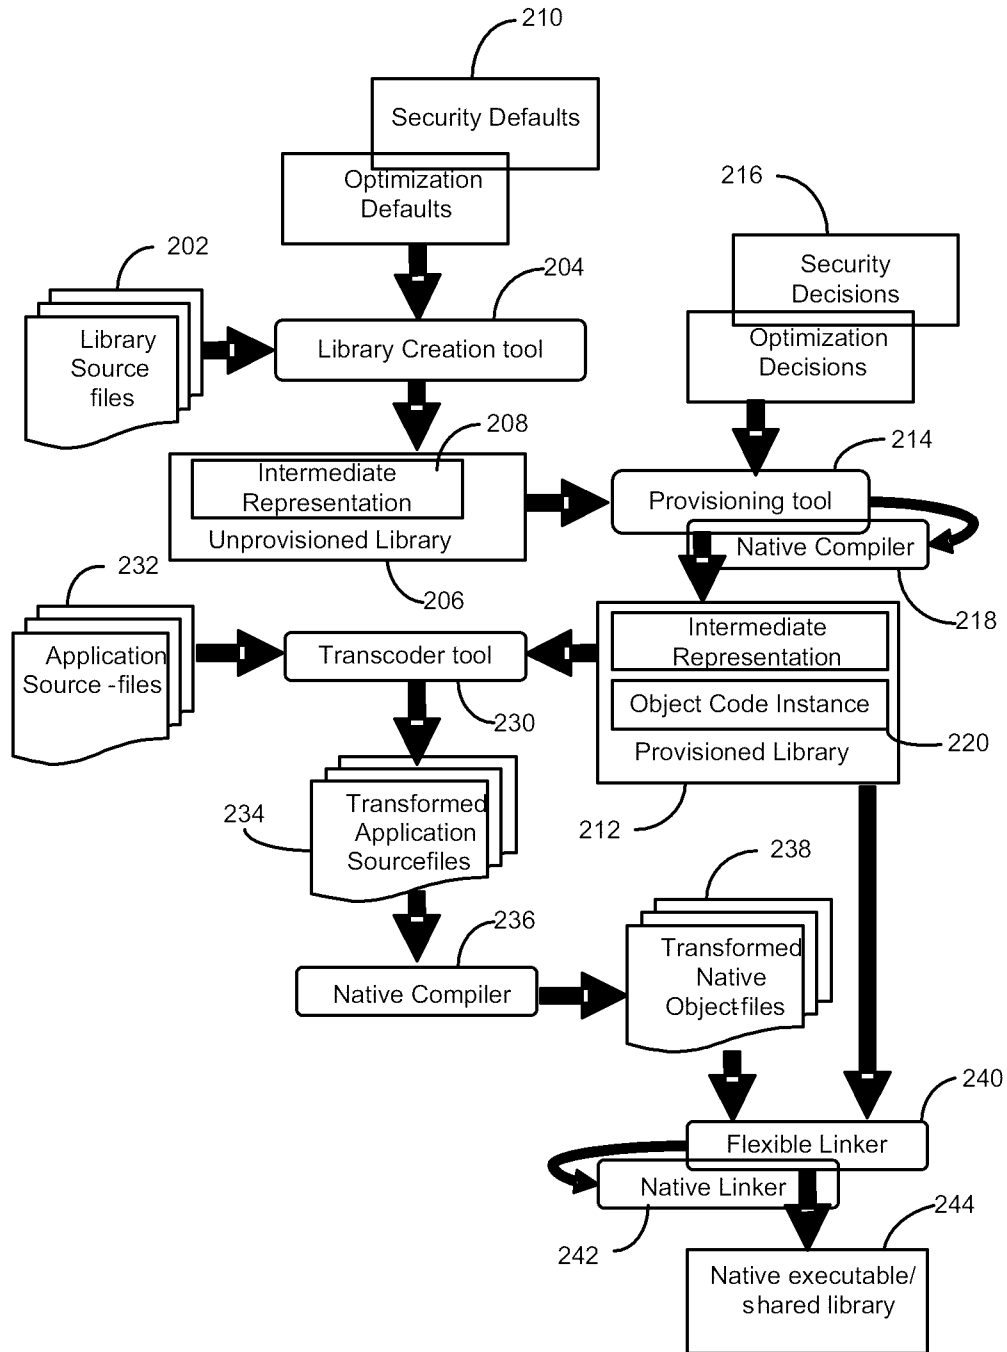 210
Security Defaults
Optimization
Defaults
216
202
204
Security
Decisions
Optimization
Decisions
Library
Source
files
Library Creation tool
208
214
Intermediate
Representation
Unprovisioned Library
Provisioning tool
Native Compiler
232
206
218
Application
Source -files
Transcoder tool
230
Intermediate
Representation
Object Code Instance
220
Provisioned Library
234
Transformed
Application
Sourcefiles
212
238
236
Native Compiler
Transformed
Native
Object-files
240
Flexible Linker
Native Linker
242
244
Native executable/
shared library